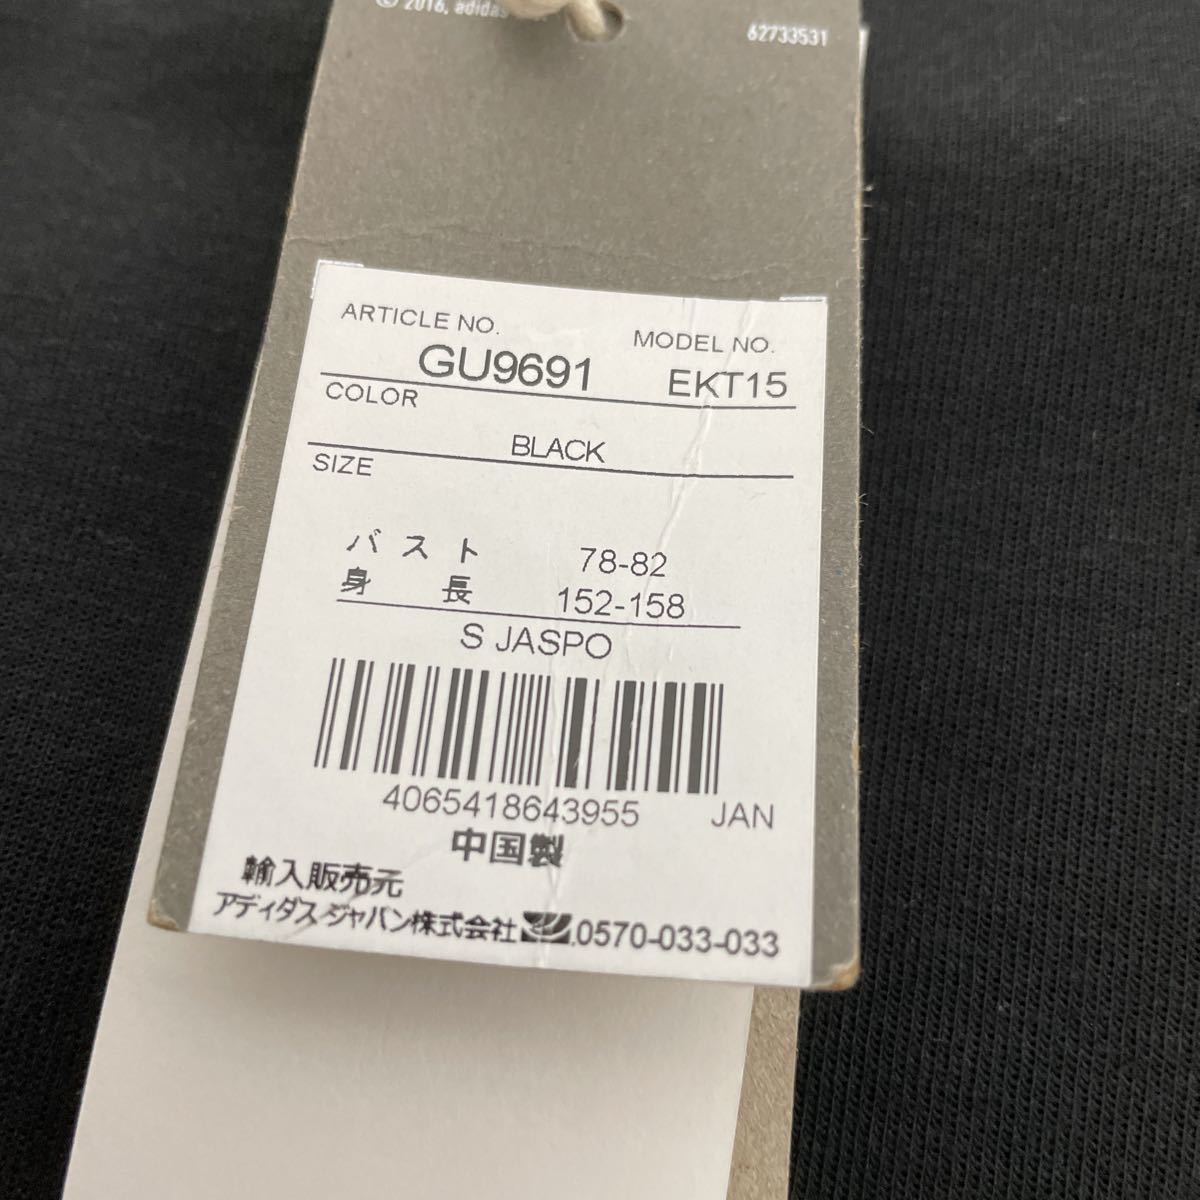 © 2016, adidas
62733531
ARTICLE NO.
MODEL NO.
GU9691
EKT15
COLOR
BLACK
SIZE
バスト 78-82
身長 152-158
S JASPO
4065418643955 JAN
中国製
輸入販売元
アディダス ジャパン株式会社 0570-033-033